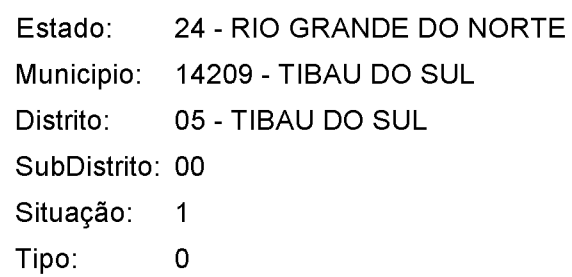 Estado: 24 - RIO GRANDE DO NORTE
Municipio: 14209 - TIBAU DO SUL
Distrito: 05 - TIBAU DO SUL
SubDistrito: 00
Situação: 1
Tipo: 0